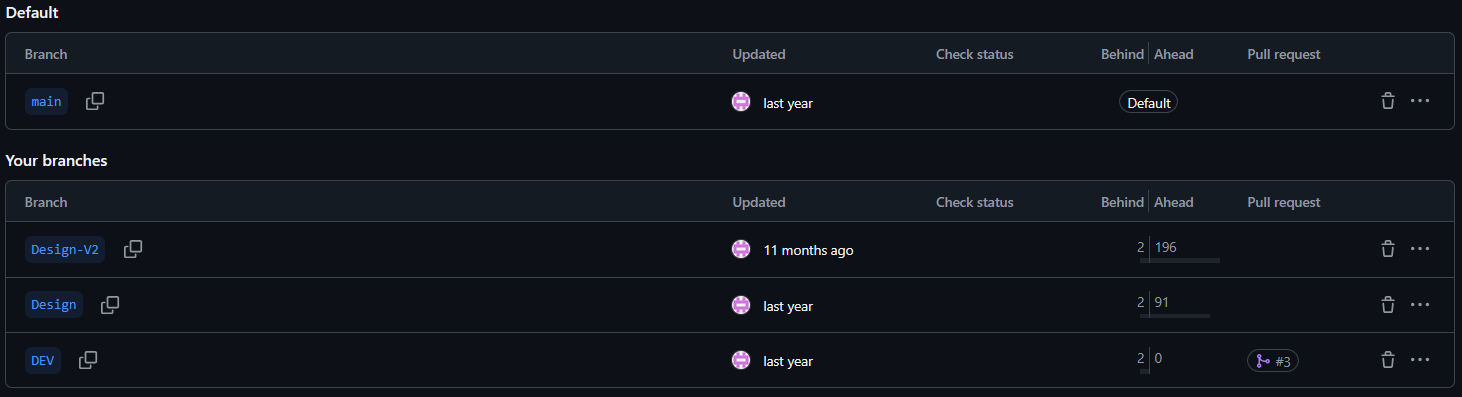 Default
Branch Updated Check status Behind Ahead Pull request
main last year Default
Your branches
Branch Updated Check status Behind Ahead Pull request
Design-V2 11 months ago 2 196
Design last year 2 91
DEV last year 2 0 #3